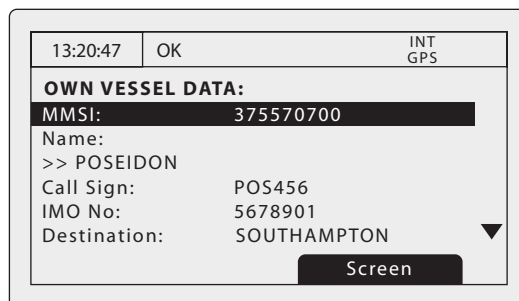 13:20:47 OK INT
GPS
OWN VESSEL DATA:
MMSI: 375570700
Name:
>> POSEIDON
Call Sign: POS456
IMO No: 5678901
Destination: SOUTHAMPTON
Screen